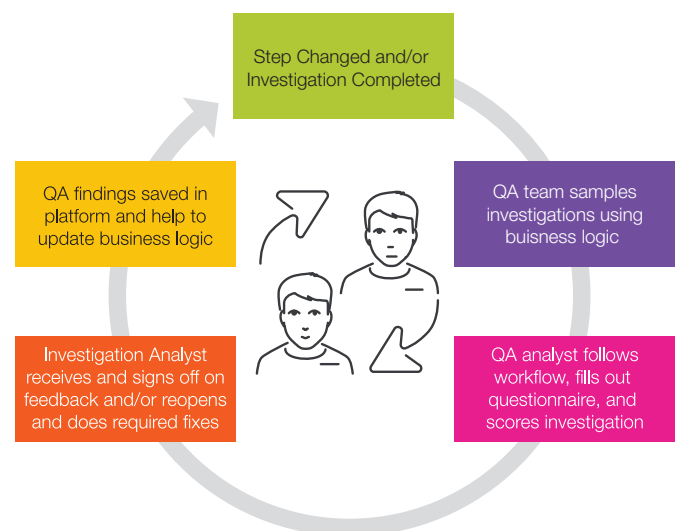 Step Changed and/or
Investigation Completed
QA team samples
investigations using
buisness logic
QA analyst follows
workflow, fills out
questionnaire, and
scores investigation
Investigation Analyst
receives and signs off on
feedback and/or reopens
and does required fixes
QA findings saved in
platform and help to
update business logic